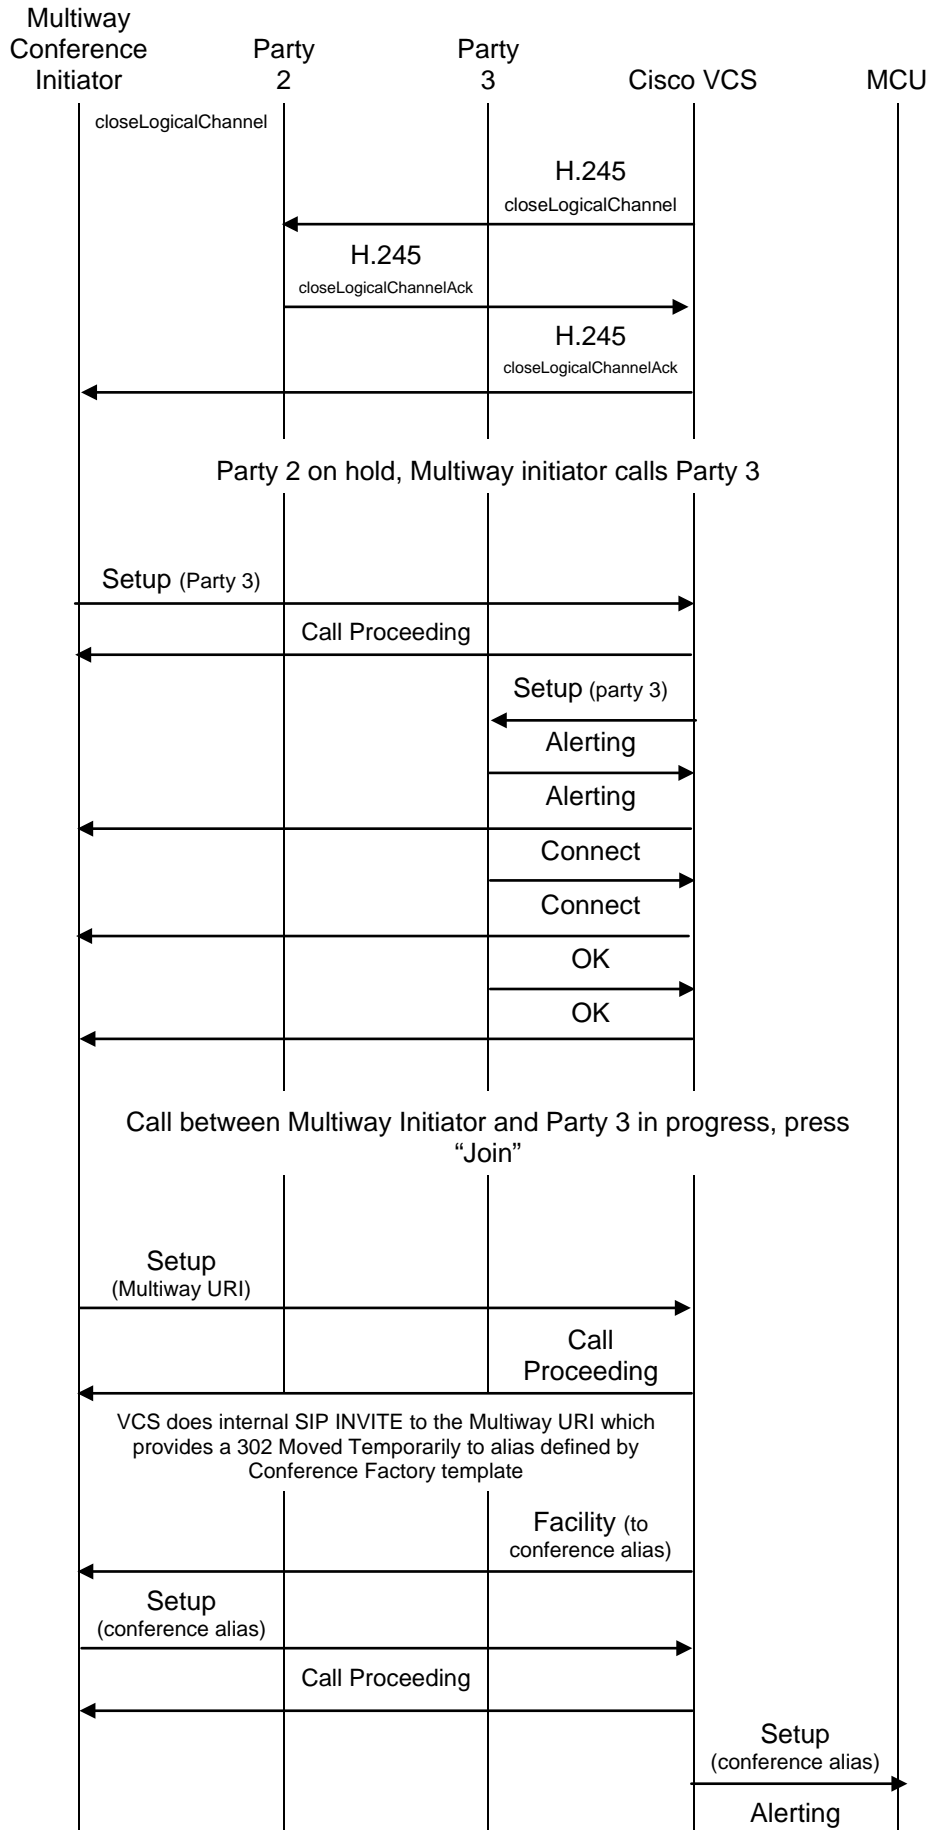 Multiway
Conference
Initiator
Party
2
Party
3
Cisco VCS
MCU
closeLogicalChannel
H.245
closeLogicalChannel
H.245
closeLogicalChannelAck
H.245
closeLogicalChannelAck
Party 2 on hold, Multiway initiator calls Party 3
Setup (Party 3)
Call Proceeding
Setup (party 3)
Alerting
Alerting
Connect
Connect
OK
OK
Call between Multiway Initiator and Party 3 in progress, press
“Join”
Setup
(Multiway URI)
Call
Proceeding
VCS does internal SIP INVITE to the Multiway URI which
provides a 302 Moved Temporarily to alias defined by
Conference Factory template
Facility (to
conference alias)
Setup
(conference alias)
Call Proceeding
Setup
(conference alias)
Alerting